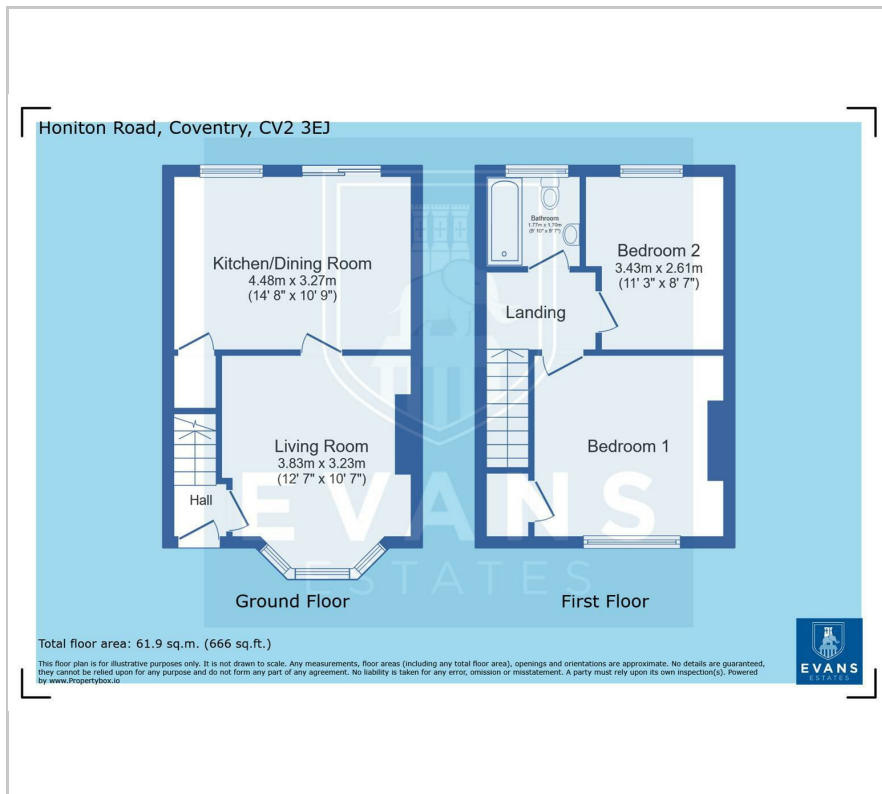 Honiton Road, Coventry, CV2 3EJ
Kitchen/Dining Room
4.48m x 3.27m
(14' 8" x 10' 9")
Living Room
3.83m x 3.23m
(12' 7" x 10' 7")
Hall
Ground Floor
Bathroom
1.77m x 1.70m
Bedroom 2
3.43m x 2.61m
(11' 3" x 8' 7")
Landing
Bedroom 1
First Floor
EVANS
ESTATES
Total floor area: 61.9 sq.m. (666 sq.ft.)
This floor plan is for illustrative purposes only. It is not drawn to scale. Any measurements, floor areas (including any total floor area), openings and orientations are approximate. No details are guaranteed,
they cannot be relied upon for any purpose and do not form any part of any agreement. No liability is taken for any error, omission or misstatement. A party must rely upon its own inspection(s). Powered
by www.Propertybox.io
EVANS
ESTATES